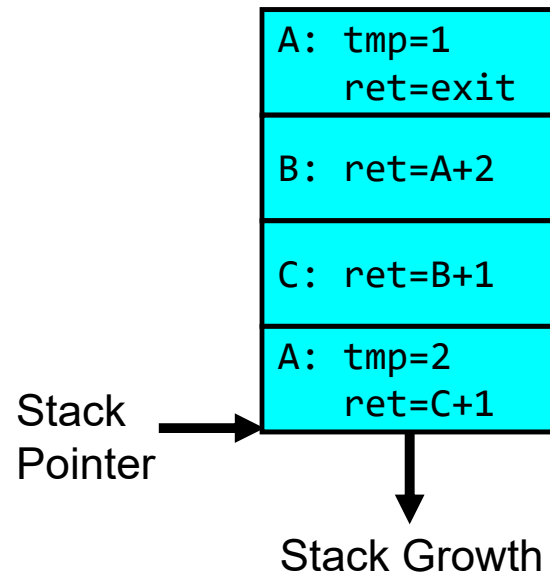 A: tmp=1
ret=exit
B: ret=A+2
C: ret=B+1
A: tmp=2
ret=C+1
Stack
Pointer
Stack Growth